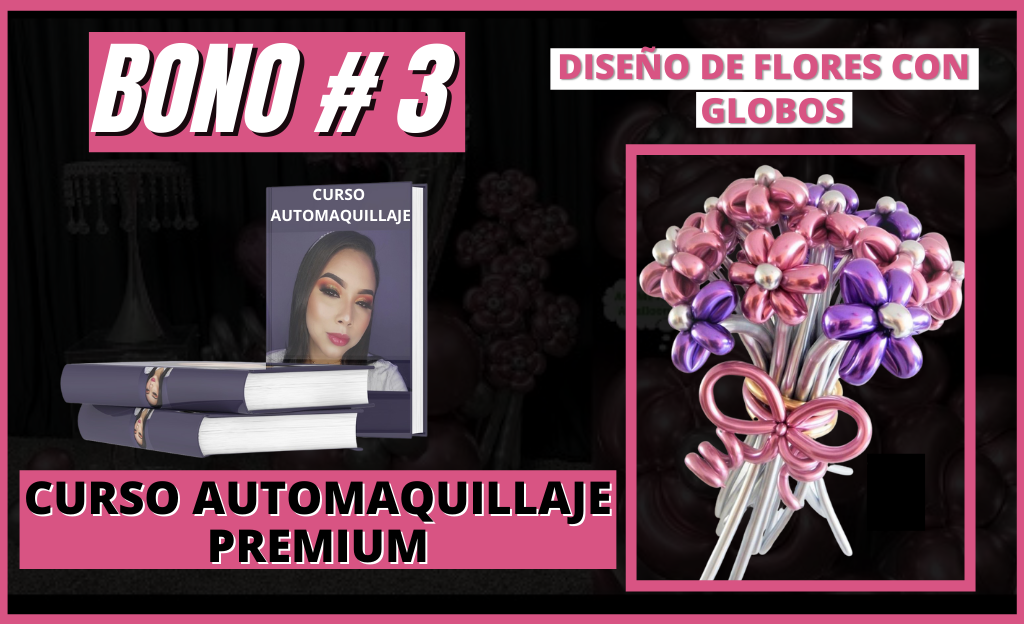 BONO # 3
DISEÑO DE FLORES CON
GLOBOS
CURSO
AUTOMAQUILLAJE
CURSO AUTOMAQUILLAJE
PREMIUM